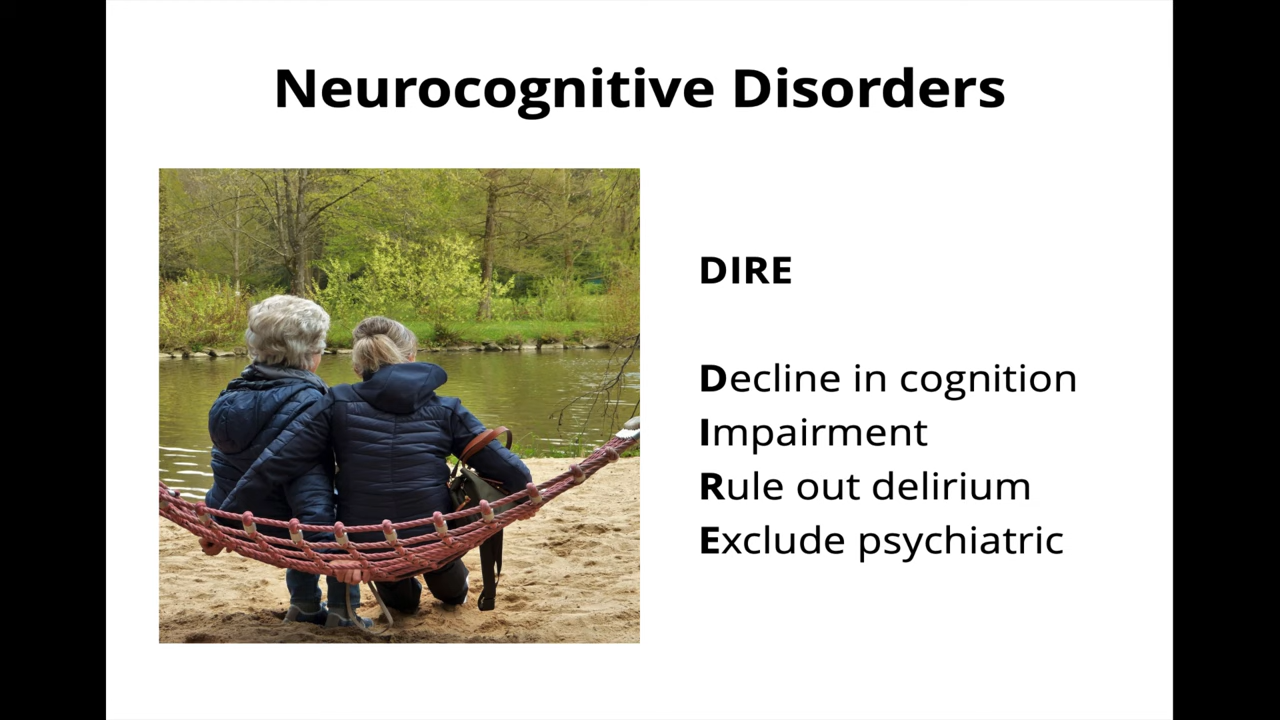 Neurocognitive Disorders
DIRE
Decline in cognition
Impairment
Rule out delirium
Exclude psychiatric